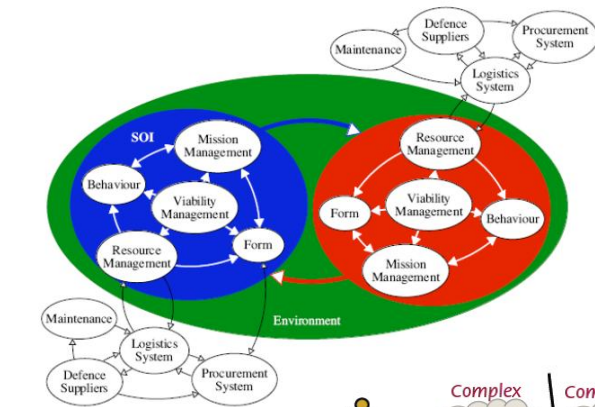 Defence
Suppliers
Procurement
System
Maintenance
Logistics
System
SOI
Mission
Management
Behaviour
Viability
Management
Resource
Management
Form
Resource
Management
Form
Viability
Management
Behaviour
Mission
Management
Environment
Maintenance
Logistics
System
Defence
Suppliers
Procurement
System
Complex